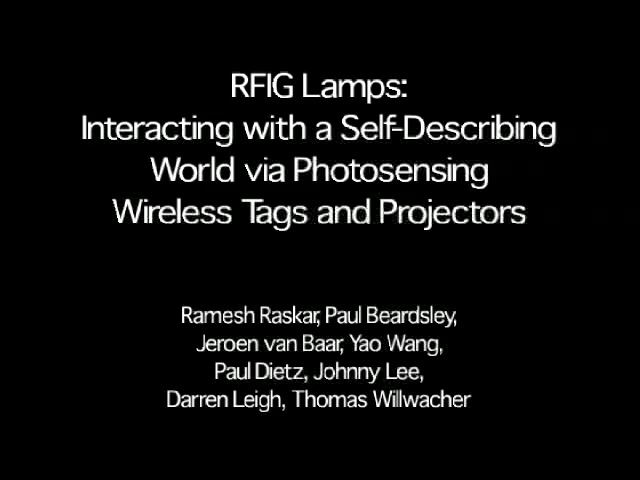 RFIG Lamps:
Interacting with a Self-Describing
World via Photosensing
Wireless Tags and Projectors
Ramesh Raskar, Paul Beardsley,
Jeroen van Baar, Yao Wang,
Paul Dietz, Johnny Lee,
Darren Leigh, Thomas Willwacher